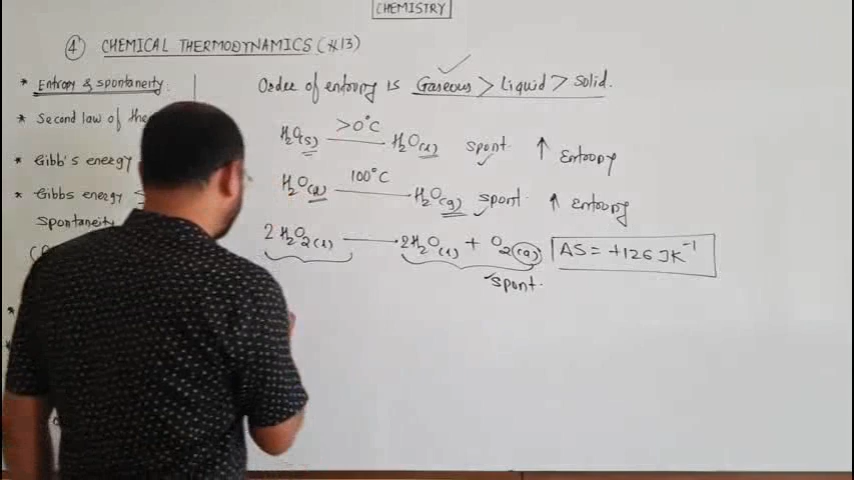 CHEMISTRY
④ CHEMICAL THERMODYNAMICS (#13)
* Entropy & spontaneity.
* Second law of the
* Gibb's energy
* Gibbs energy
spontaneity
Order of entropy is Gaseous > Liquid > Solid.
H₂O(s) >0°C → H₂O(l) spont. ↑ Entropy
H₂O(l) 100°C → H₂O(g) spont. ↑ entropy
2H₂O₂(l) → 2H₂O(l) + O₂(g) ΔS = +126 JK⁻¹
spont.